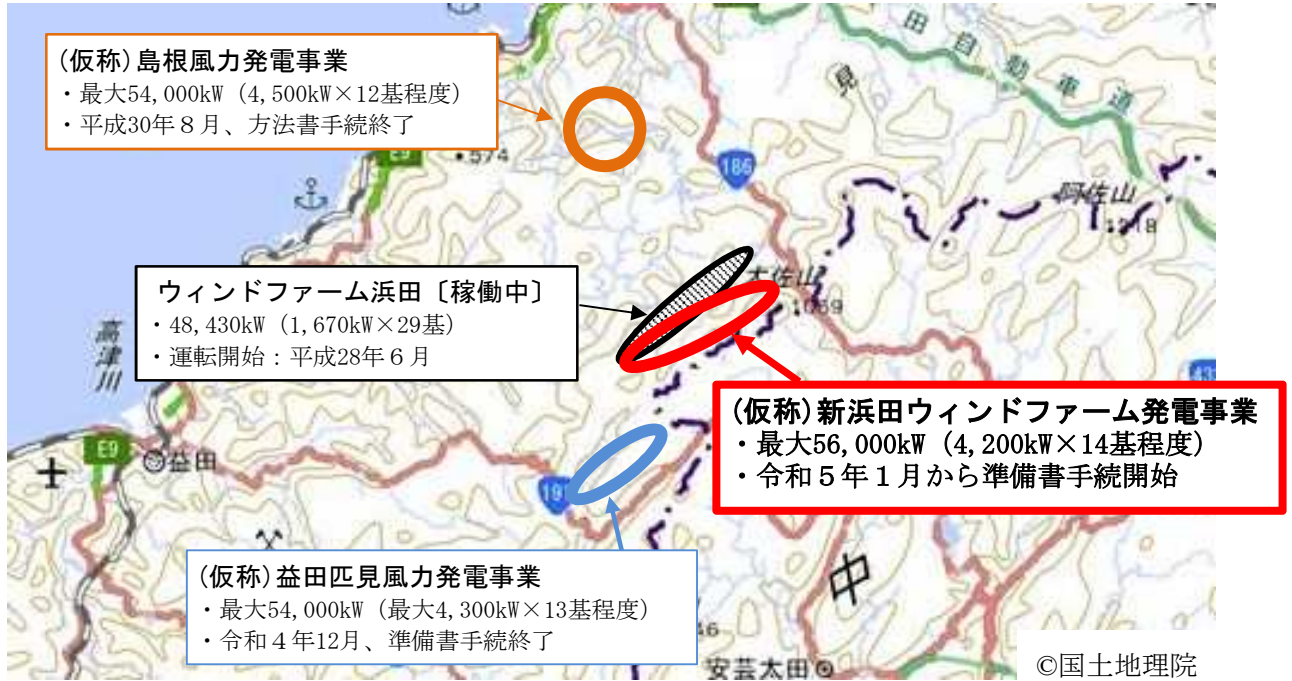 (仮称)島根風力発電事業
・最大54,000kW（4,500kW×12基程度）
・平成30年８月、方法書手続終了
田自動車道
見
E9
・574
186
阿佐山
1218
大佐山
1069
ウィンドファーム浜田〔稼働中〕
・48,430kW（1,670kW×29基）
・運転開始：平成28年６月
高津川
(仮称)新浜田ウィンドファーム発電事業
・最大56,000kW（4,200kW×14基程度）
・令和５年１月から準備書手続開始
E9
益田
191
(仮称)益田匹見風力発電事業
・最大54,000kW（最大4,300kW×13基程度）
・令和４年12月、準備書手続終了
中
安芸太田
©国土地理院